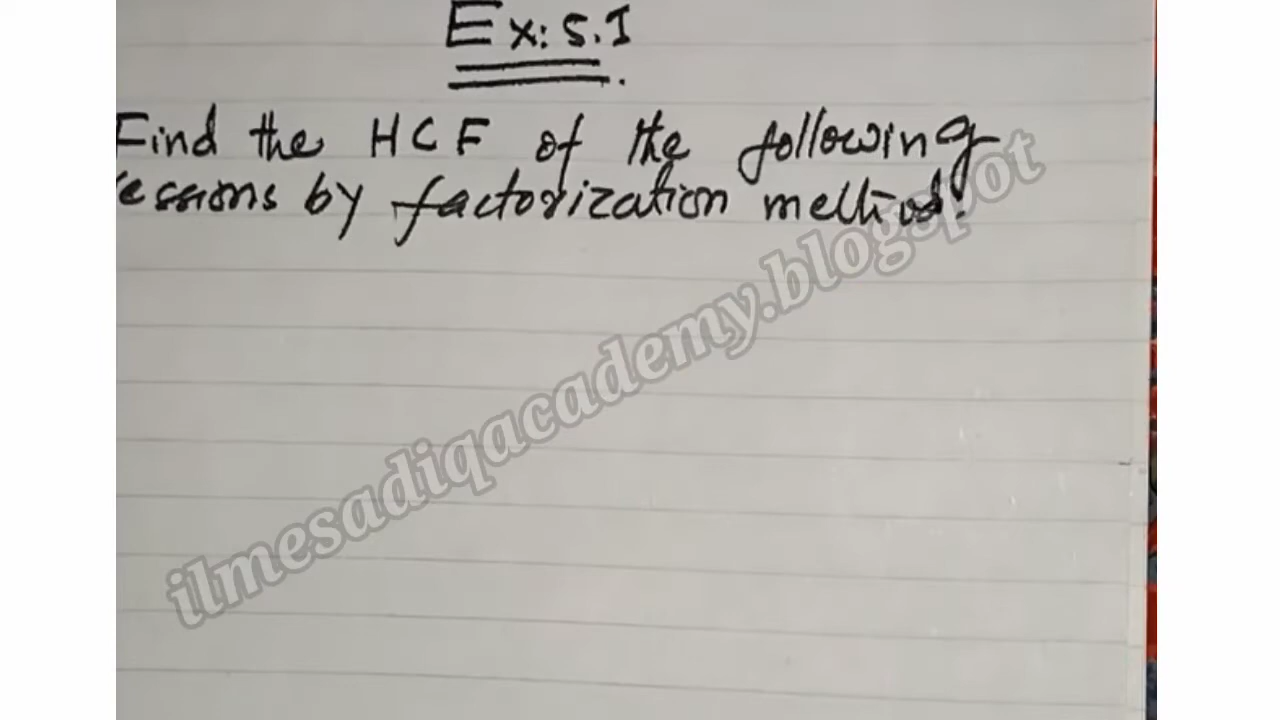 Ex: 5.1
Find the HCF of the following
essions by factorization method.
ilmesadiqacademy.blogspot